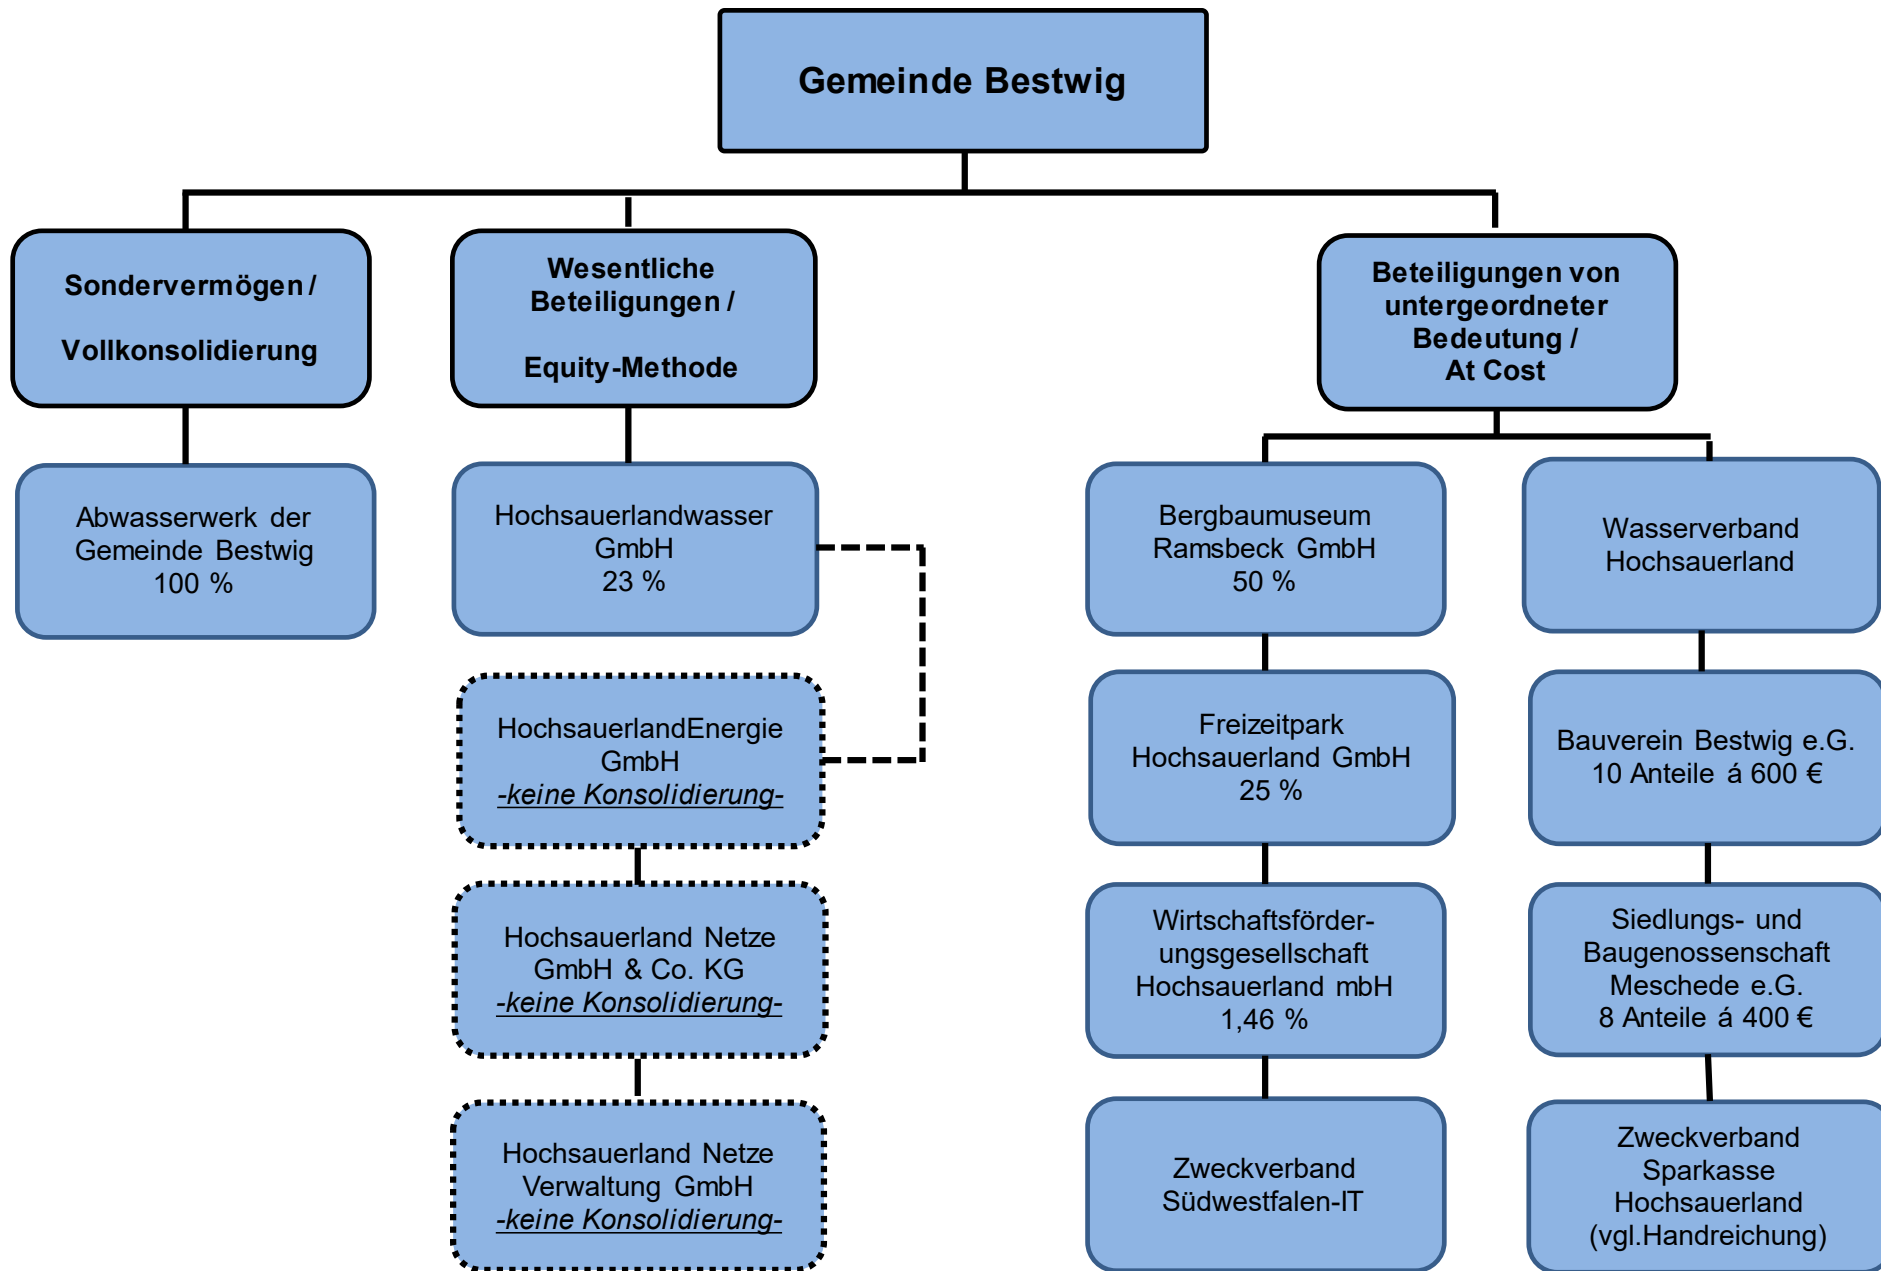 Gemeinde Bestwig
Sondervermögen /
Vollkonsolidierung
Wesentliche
Beteiligungen /
Equity-Methode
Beteiligungen von
untergeordneter
Bedeutung /
At Cost
Abwasserwerk der
Gemeinde Bestwig
100 %
Hochsauerlandwasser
GmbH
23 %
HochsauerlandEnergie
GmbH
-keine Konsolidierung-
Hochsauerland Netze
GmbH & Co. KG
-keine Konsolidierung-
Hochsauerland Netze
Verwaltung GmbH
-keine Konsolidierung-
Bergbaumuseum
Ramsbeck GmbH
50 %
Freizeitpark
Hochsauerland GmbH
25 %
Wirtschaftsförder-
ungsgesellschaft
Hochsauerland mbH
1,46 %
Zweckverband
Südwestfalen-IT
Wasserverband
Hochsauerland
Bauverein Bestwig e.G.
10 Anteile á 600 €
Siedlungs- und
Baugenossenschaft
Meschede e.G.
8 Anteile á 400 €
Zweckverband
Sparkasse
Hochsauerland
(vgl.Handreichung)